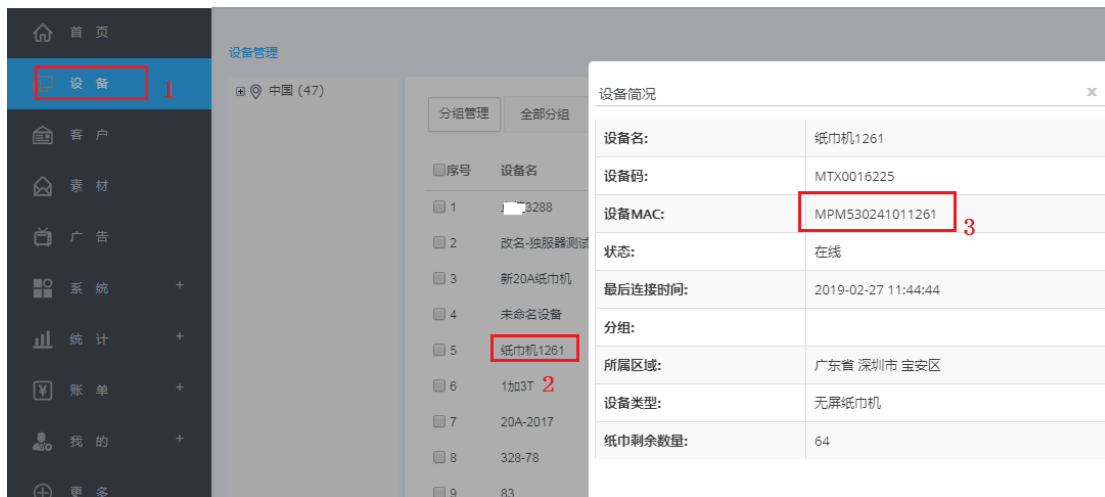 首 页
设备管理
设 备
1
中国 (47)
设备简况
x
分组管理
全部分组
客 户
设备名:
纸巾机1261
序号
设备名
设备码:
MTX0016225
素 材
1
3288
设备MAC:
MPM530241011261
3
广 告
2
改名-独服器测试
状态:
在线
3
新20A纸巾机
系 统
+
最后连接时间:
2019-02-27 11:44:44
4
未命名设备
分组:
统 计
+
5
纸巾机1261
所属区域:
广东省 深圳市 宝安区
账 单
+
6
1加3T
2
设备类型:
无屏纸巾机
7
20A-2017
我 的
+
纸巾剩余数量:
64
8
328-78
更 多
9
83